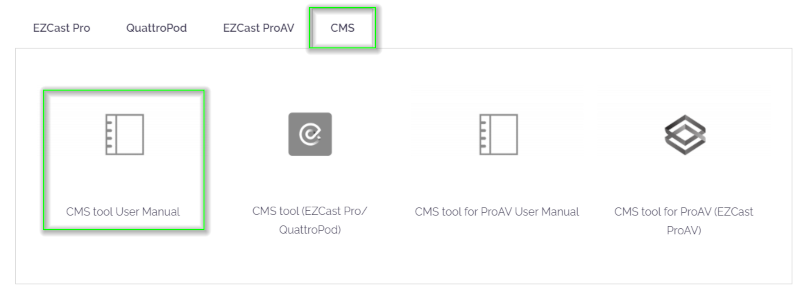 EZCast Pro
QuattroPod
EZCast ProAV
CMS
CMS tool User Manual
CMS tool (EZCast Pro/
QuattroPod)
CMS tool for ProAV User Manual
CMS tool for ProAV (EZCast
ProAV)